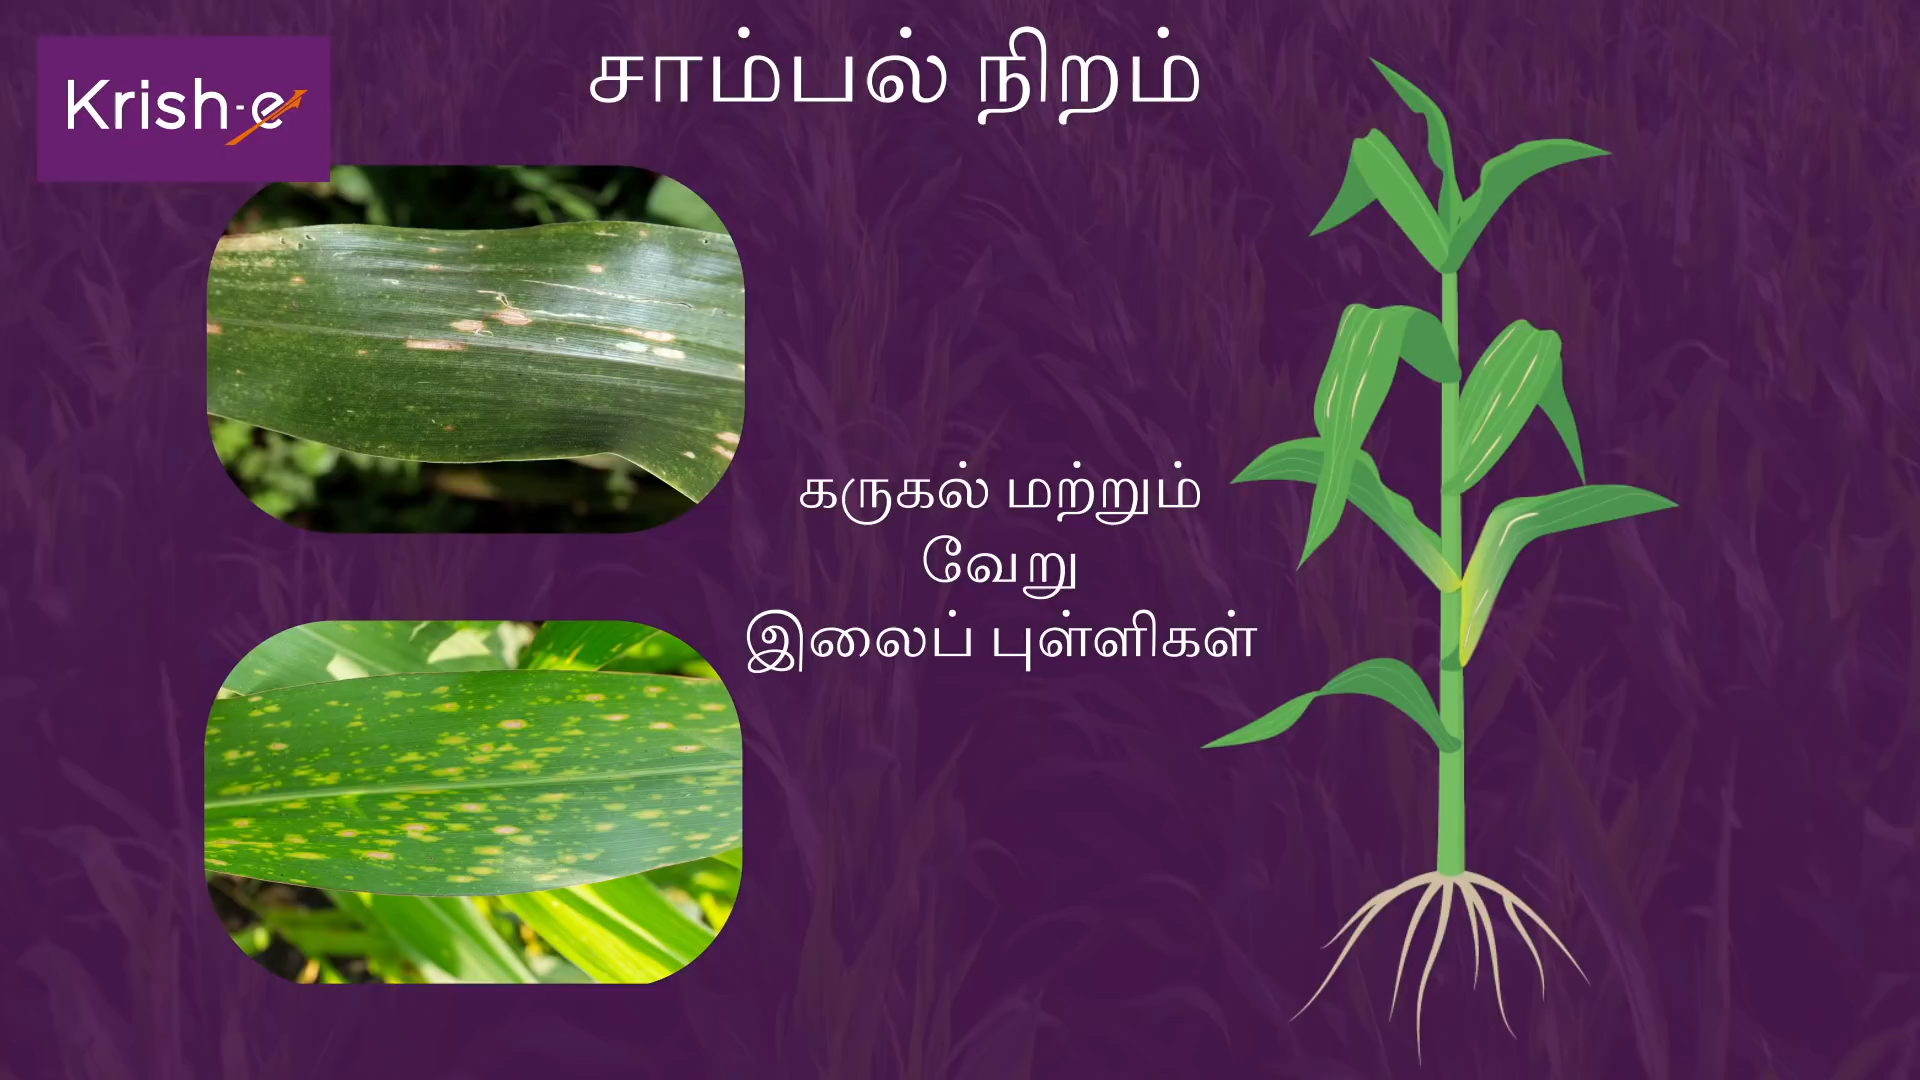 Krish-e
சாம்பல் நிறம்
கருகல் மற்றும்
வேறு
இலைப் புள்ளிகள்